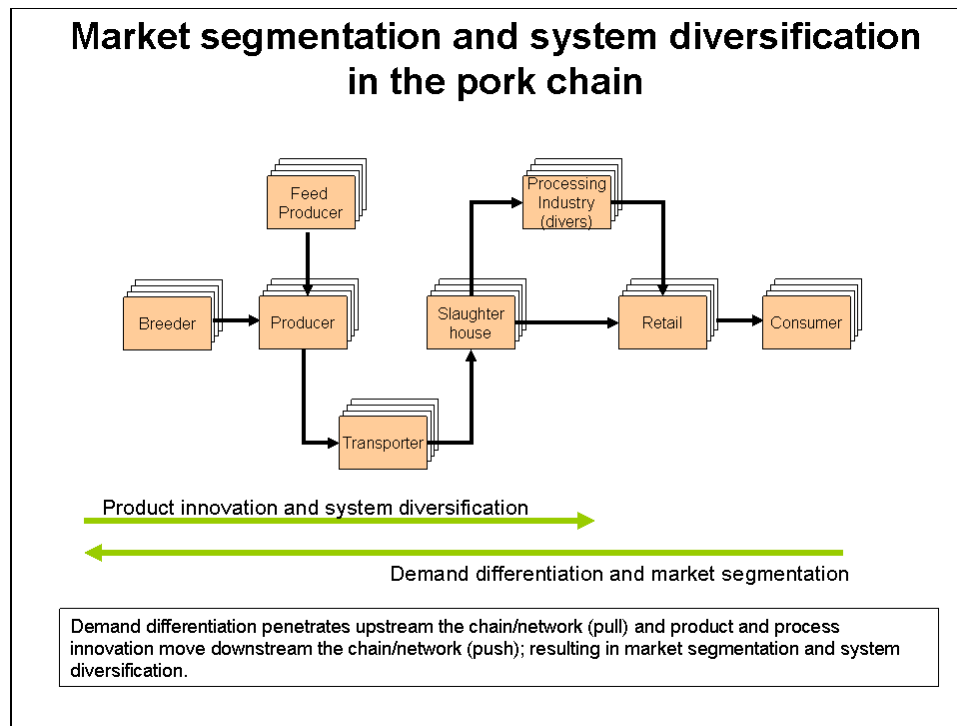 Market segmentation and system diversification
in the pork chain
Feed
Producer
Processing
Industry
(divers)
Breeder
Producer
Slaughter
house
Retail
Consumer
Transporter
Product innovation and system diversification
Demand differentiation and market segmentation
Demand differentiation penetrates upstream the chain/network (pull) and product and process
innovation move downstream the chain/network (push); resulting in market segmentation and system
diversification.